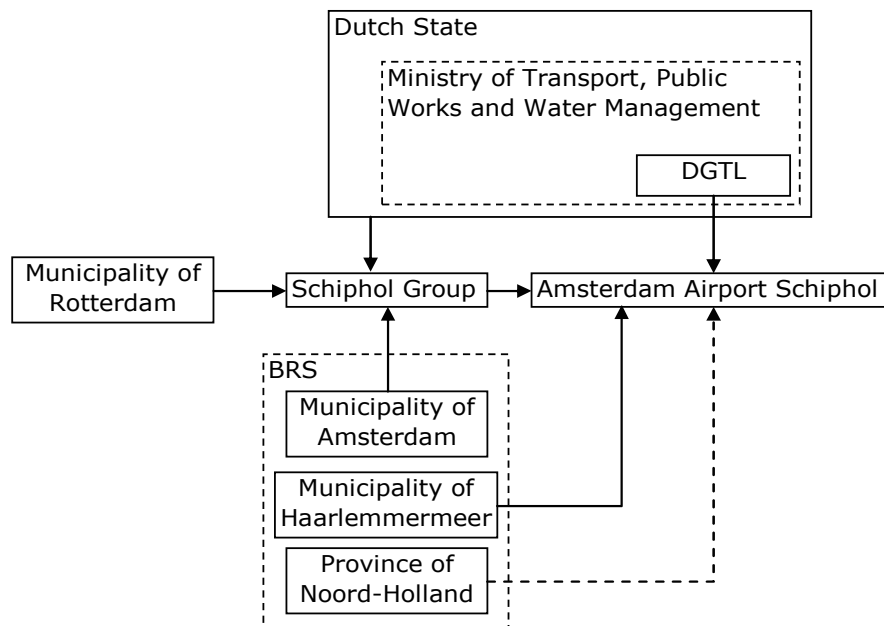 Dutch State
Ministry of Transport, Public
Works and Water Management
DGTL
Municipality of
Rotterdam
Schiphol Group
Amsterdam Airport Schiphol
BRS
Municipality of
Amsterdam
Municipality of
Haarlemmermeer
Province of
Noord-Holland